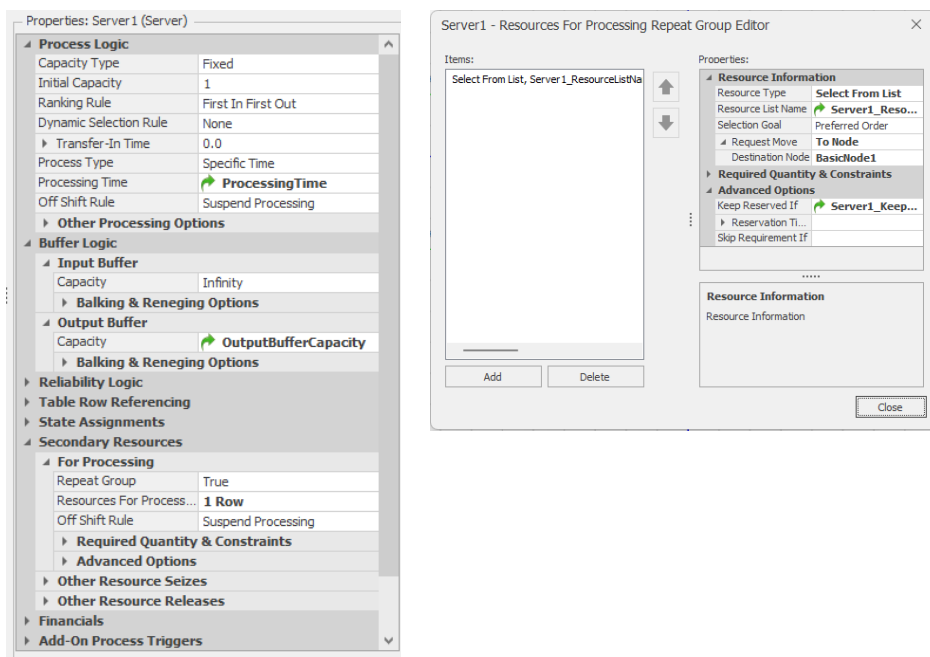 Properties: Server1 (Server)
Process Logic
Capacity Type Fixed
Initial Capacity 1
Ranking Rule First In First Out
Dynamic Selection Rule None
Transfer-In Time 0.0
Process Type Specific Time
Processing Time ProcessingTime
Off Shift Rule Suspend Processing
Other Processing Options
Buffer Logic
Input Buffer
Capacity Infinity
Balking & Reneging Options
Output Buffer
Capacity OutputBufferCapacity
Balking & Reneging Options
Reliability Logic
Table Row Referencing
State Assignments
Secondary Resources
For Processing
Repeat Group True
Resources For Process... 1 Row
Off Shift Rule Suspend Processing
Required Quantity & Constraints
Advanced Options
Other Resource Seizes
Other Resource Releases
Financials
Add-On Process Triggers
Server1 - Resources For Processing Repeat Group Editor
Items:
Select From List, Server1_ResourceListNa
Add Delete
Properties:
Resource Information
Resource Type Select From List
Resource List Name Server1_Reso...
Selection Goal Preferred Order
Request Move To Node
Destination Node BasicNode1
Required Quantity & Constraints
Advanced Options
Keep Reserved If Server1_Keep...
Reservation Ti...
Skip Requirement If
Resource Information
Resource Information
Close